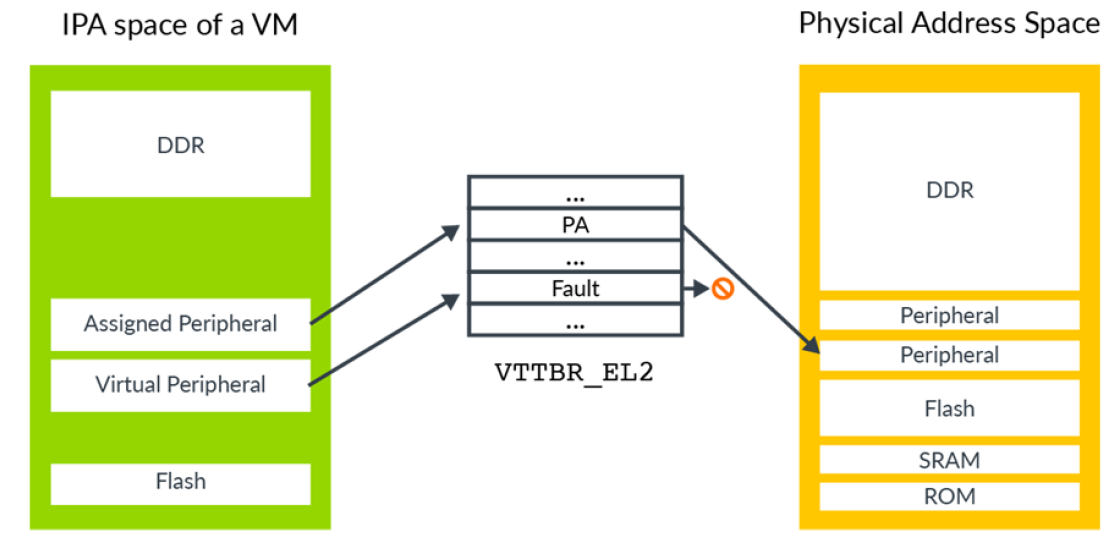 IPA space of a VM
Physical Address Space
DDR
Assigned Peripheral
Virtual Peripheral
Flash
...
PA
...
Fault
...
VTTBR_EL2
DDR
Peripheral
Peripheral
Flash
SRAM
ROM